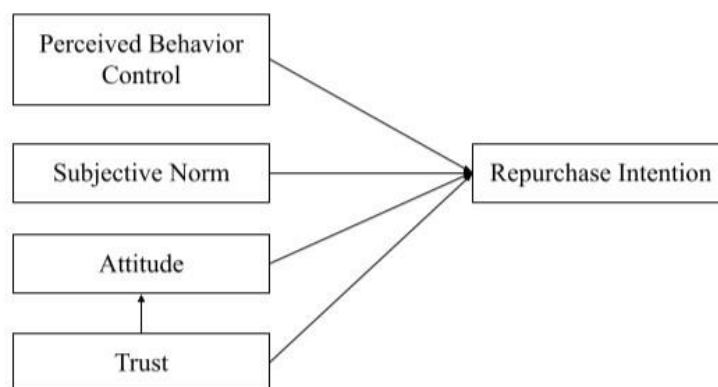 Perceived Behavior
Control
Subjective Norm
Repurchase Intention
Attitude
Trust